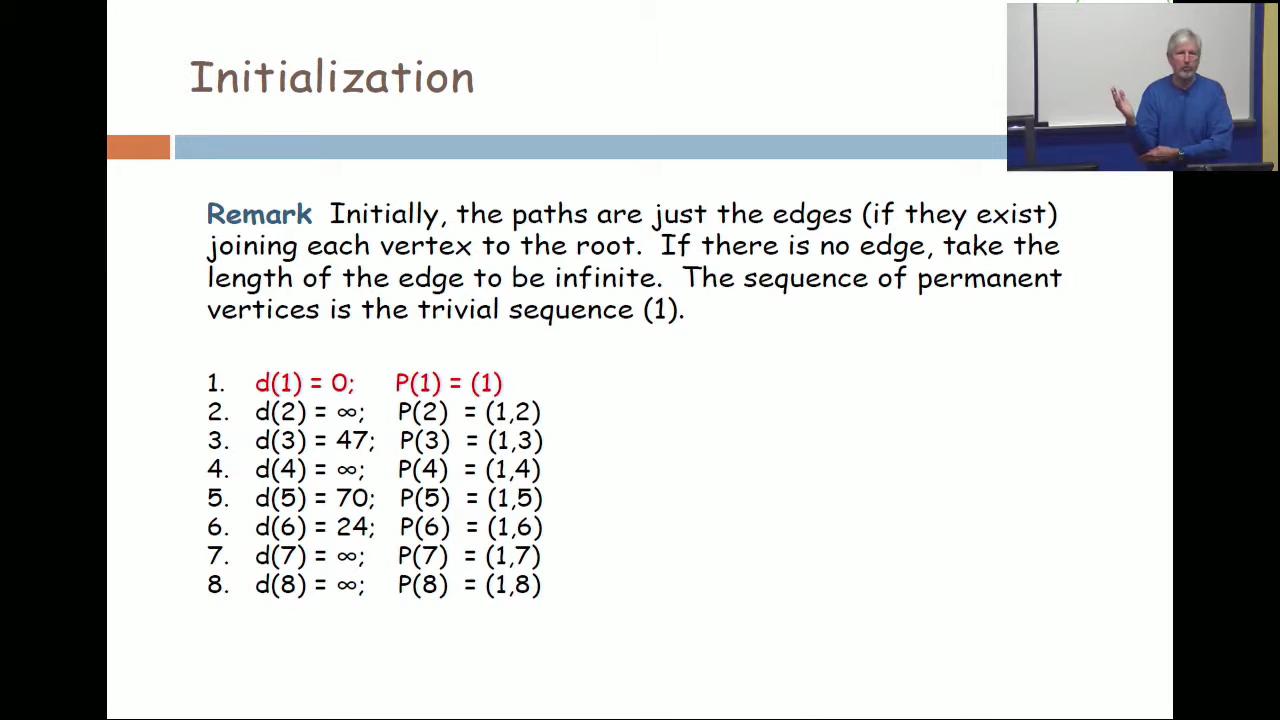 Initialization
Remark Initially, the paths are just the edges (if they exist)
joining each vertex to the root. If there is no edge, take the
length of the edge to be infinite. The sequence of permanent
vertices is the trivial sequence (1).
1. d(1) = 0; P(1) = (1)
2. d(2) = ∞; P(2) = (1,2)
3. d(3) = 47; P(3) = (1,3)
4. d(4) = ∞; P(4) = (1,4)
5. d(5) = 70; P(5) = (1,5)
6. d(6) = 24; P(6) = (1,6)
7. d(7) = ∞; P(7) = (1,7)
8. d(8) = ∞; P(8) = (1,8)